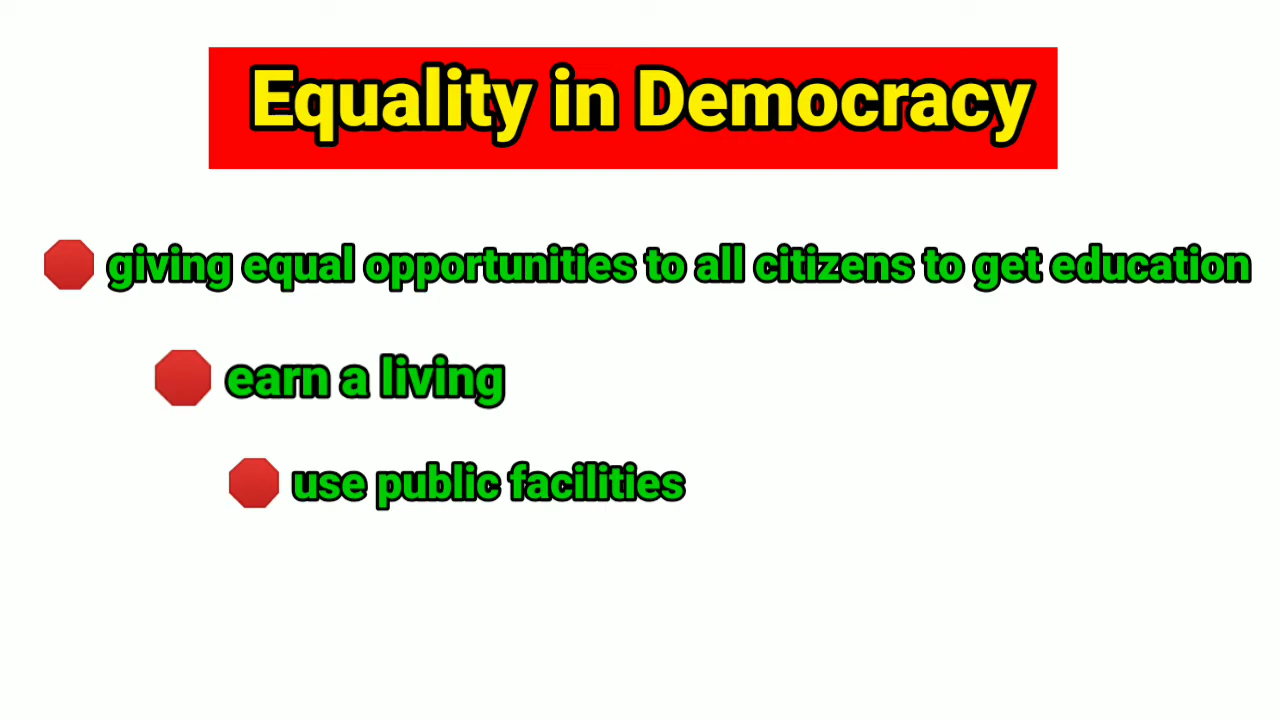 Equality in Democracy
giving equal opportunities to all citizens to get education
earn a living
use public facilities